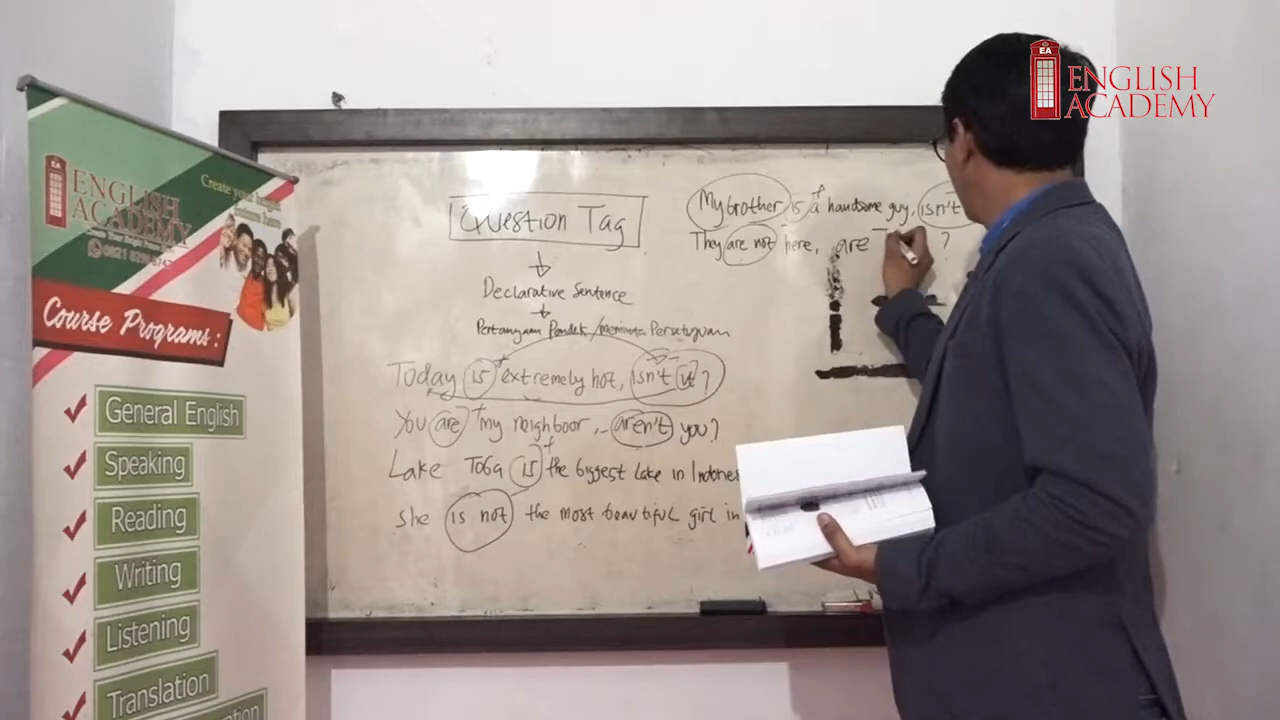 EA
ENGLISH
ACADEMY
EA
ENGLISH
ACADEMY
Create your
Course Programs :
General English
Speaking
Reading
Writing
Listening
Translation
Question Tag
Declarative Sentence
Pertanyaan Pendek / Meminta Persetujuan
Today is + extremely hot, isn't it?
You are + my neighbor, aren't you?
Lake Toba is + the biggest Lake in
She is not the most beautiful girl in
My brother is + a handsome guy, isn't
They are not here, are ?